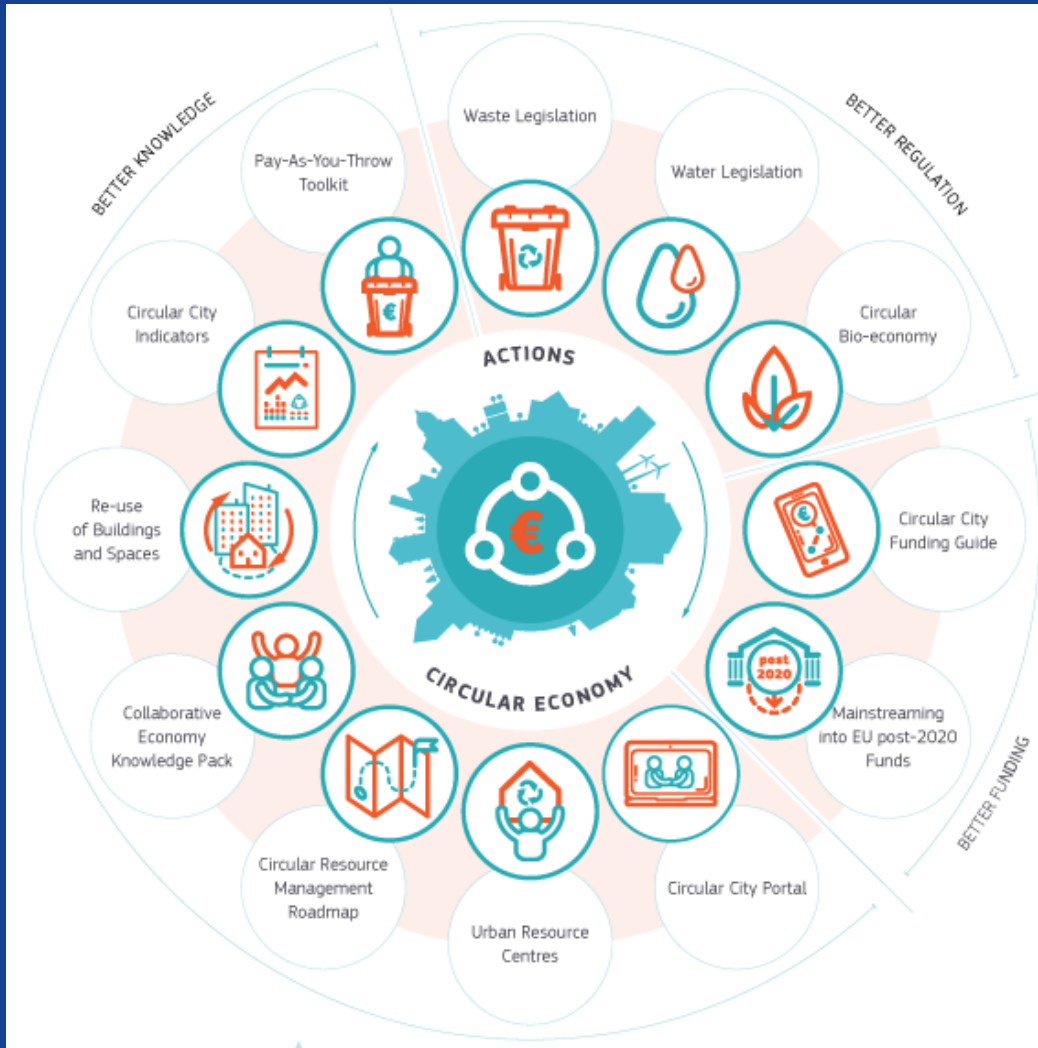 BETTER KNOWLEDGE
BETTER REGULATION
BETTER FUNDING
Waste Legislation
Water Legislation
Circular
Bio-economy
Circular City
Funding Guide
post
2020
Mainstreaming
into EU post-2020
Funds
Circular City Portal
Urban Resource
Centres
Circular Resource
Management
Roadmap
Collaborative
Economy
Knowledge Pack
Re-use
of Buildings
and Spaces
Circular City
Indicators
Pay-As-You-Throw
Toolkit
€
€
ACTIONS
€
CIRCULAR ECONOMY